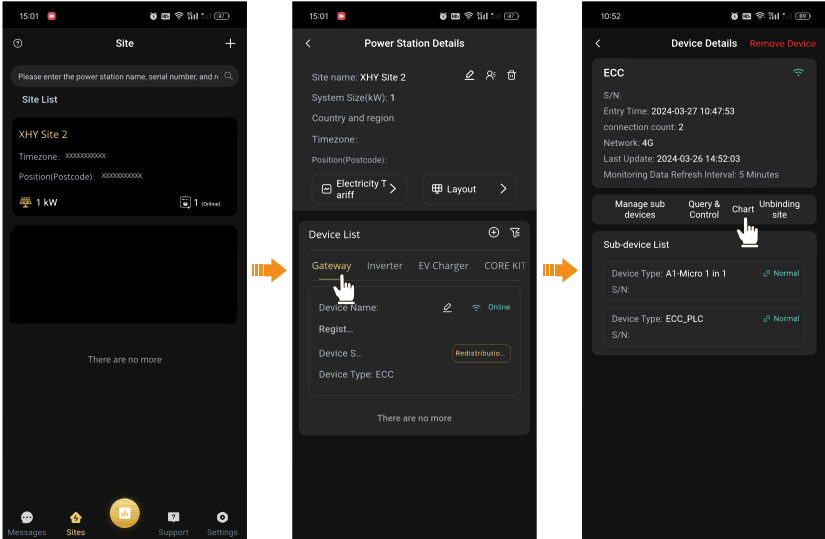 15:01
47
Site
Please enter the power station name, serial number, and
Site List
XHY Site 2
Timezone: XXXXXXXXXXX
Position(Postcode): XXXXXXXXXXX
1 kW
1 (Online)
There are no more
Messages
Sites
Support
Settings
15:01
47
Power Station Details
Site name: XHY Site 2
System Size(kW): 1
Country and region:
Timezone:
Position(Postcode):
Electricity T
ariff
Layout
Device List
Gateway Inverter EV Charger CORE KIT
Device Name:
Online
Regist...
Device S...
Redistributio...
Device Type: ECC
There are no more
10:52
89
Device Details
Remove Device
ECC
S/N:
Entry Time: 2024-03-27 10:47:53
connection count: 2
Network: 4G
Last Update: 2024-03-26 14:52:03
Monitoring Data Refresh Interval: 5 Minutes
Manage sub
devices
Query &
Control
Chart
Unbinding
site
Sub-device List
Device Type: A1-Micro 1 in 1
Normal
S/N:
Device Type: ECC_PLC
Normal
S/N: